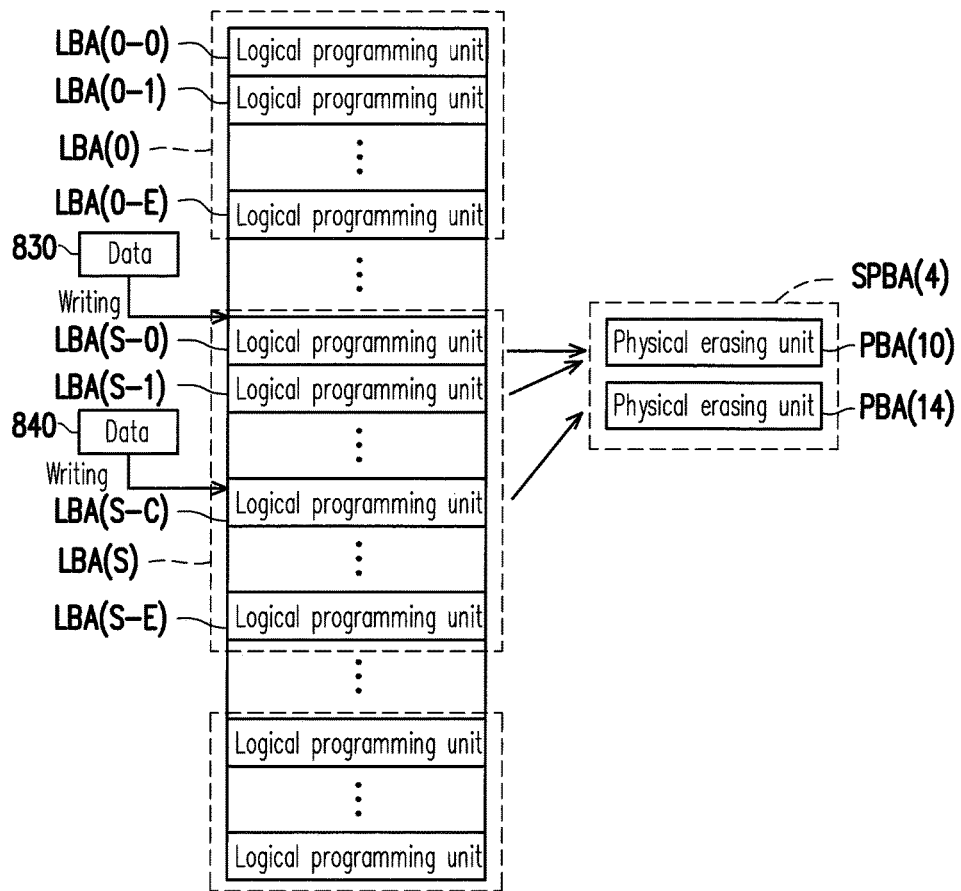 LBA(0-0) Logical programming unit
LBA(0-1) Logical programming unit
LBA(0)
LBA(0-E) Logical programming unit
830 Data
Writing
SPBA(4)
LBA(S-0) Logical programming unit
Physical erasing unit PBA(10)
LBA(S-1) Logical programming unit
Physical erasing unit PBA(14)
840 Data
Writing
LBA(S-C) Logical programming unit
LBA(S)
LBA(S-E) Logical programming unit
Logical programming unit
Logical programming unit